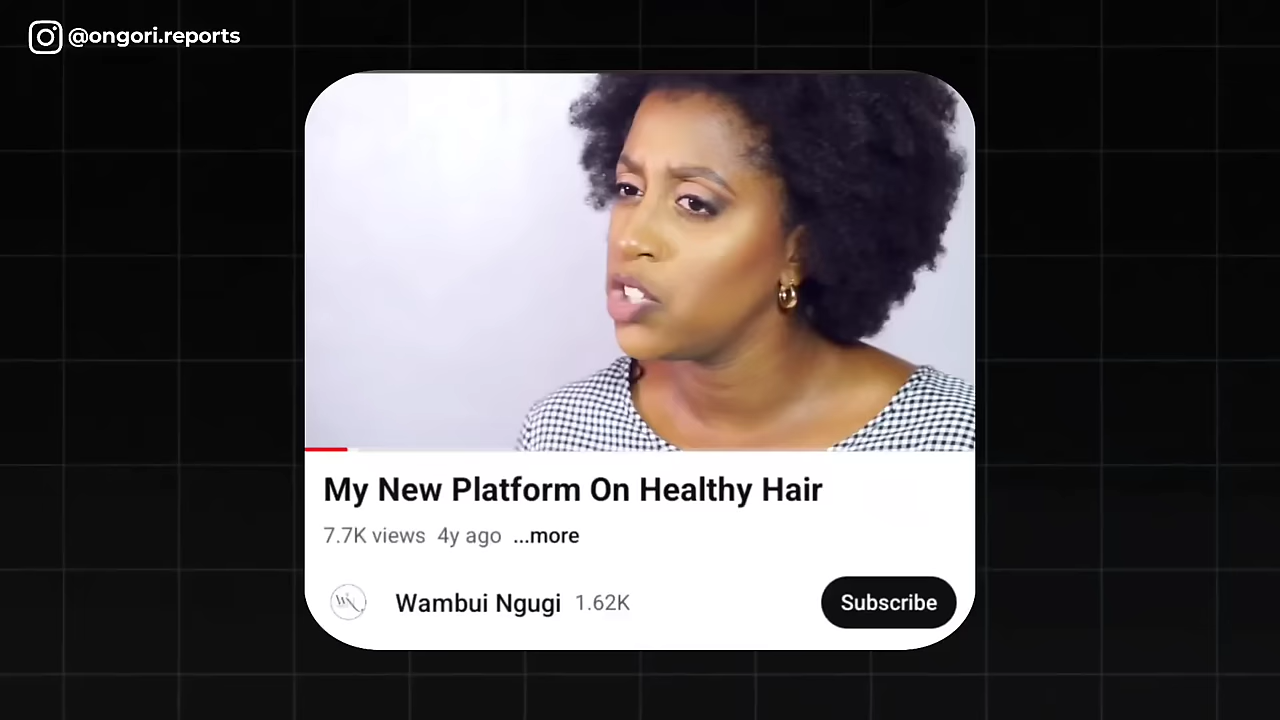 @ongori.reports
My New Platform On Healthy Hair
7.7K views 4y ago ...more
Wambui Ngugi 1.62K
Subscribe